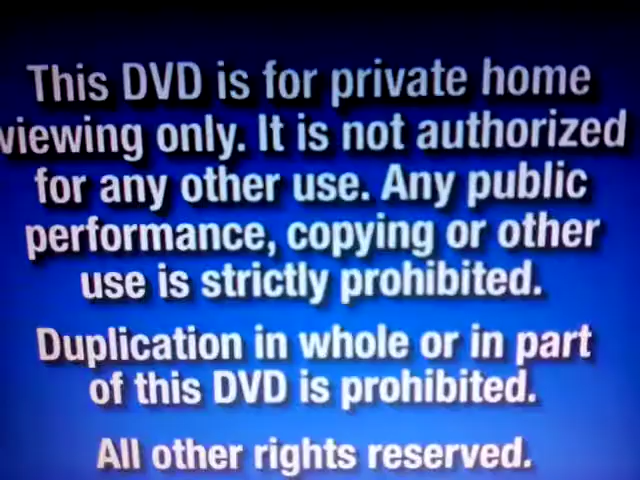 This DVD is for private home
viewing only. It is not authorized
for any other use. Any public
performance, copying or other
use is strictly prohibited.
Duplication in whole or in part
of this DVD is prohibited.
All other rights reserved.